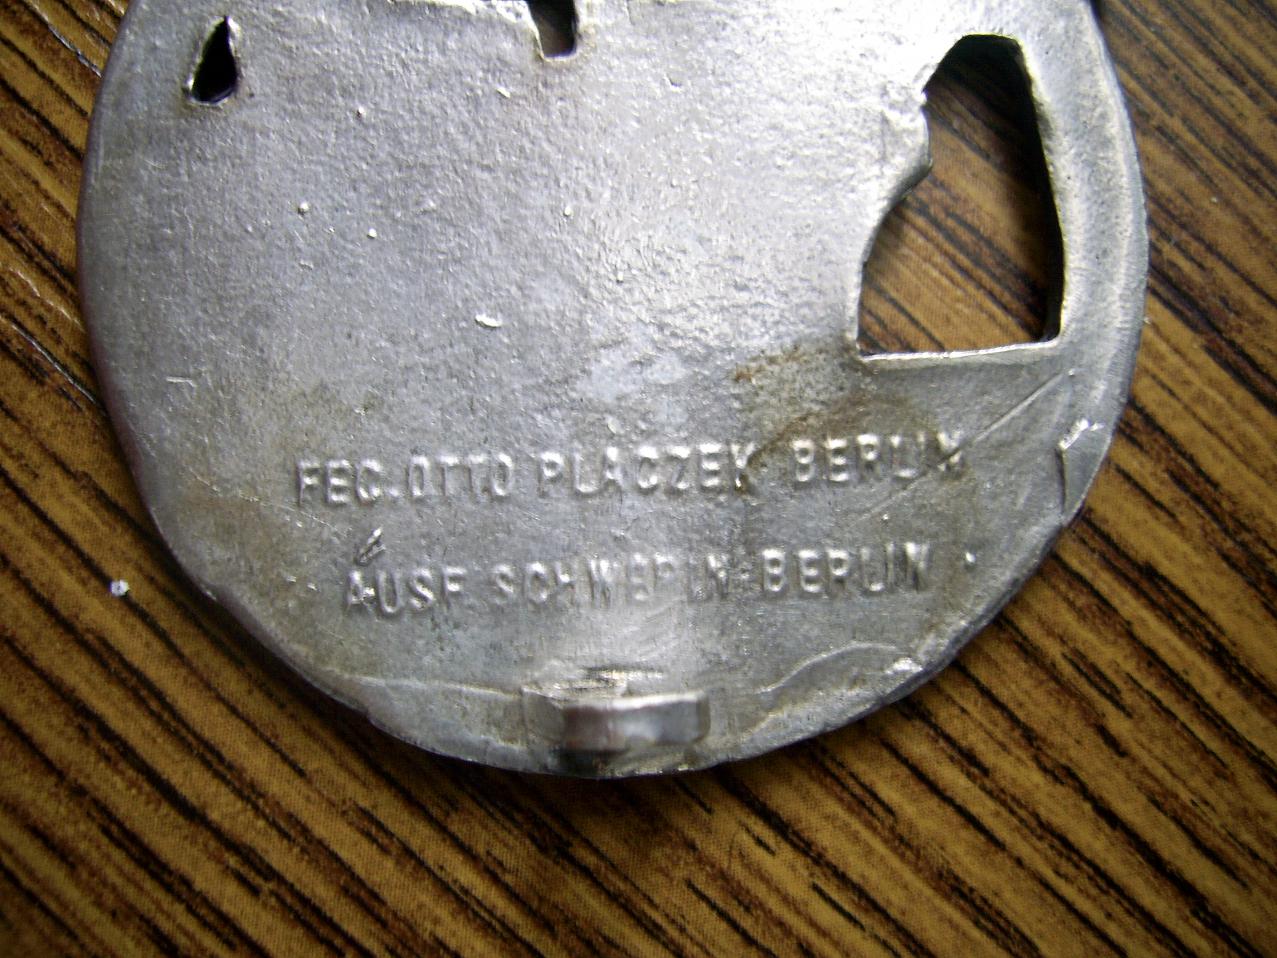 FEC. OTTO PLACZEK BERLIN
AUSF SCHWERIN-BERLIN